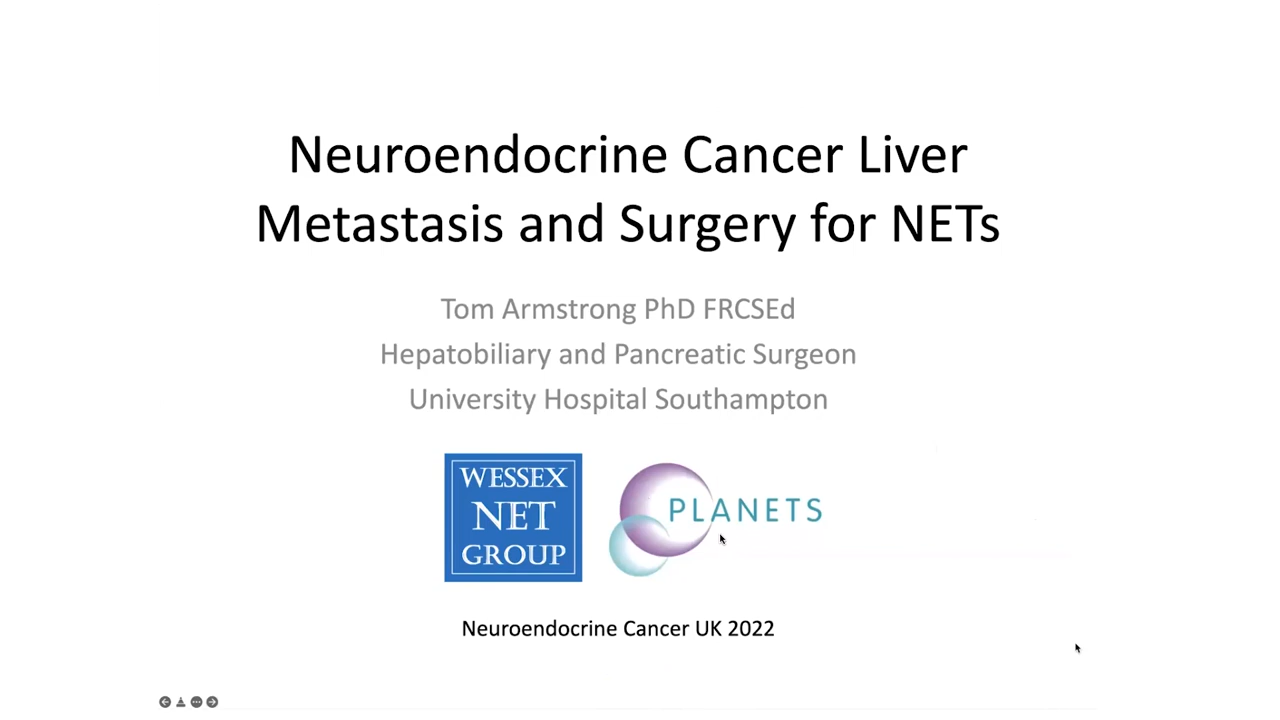 Neuroendocrine Cancer Liver
Metastasis and Surgery for NETs
Tom Armstrong PhD FRCSEd
Hepatobiliary and Pancreatic Surgeon
University Hospital Southampton
WESSEX
NET
GROUP
PLANETS
Neuroendocrine Cancer UK 2022